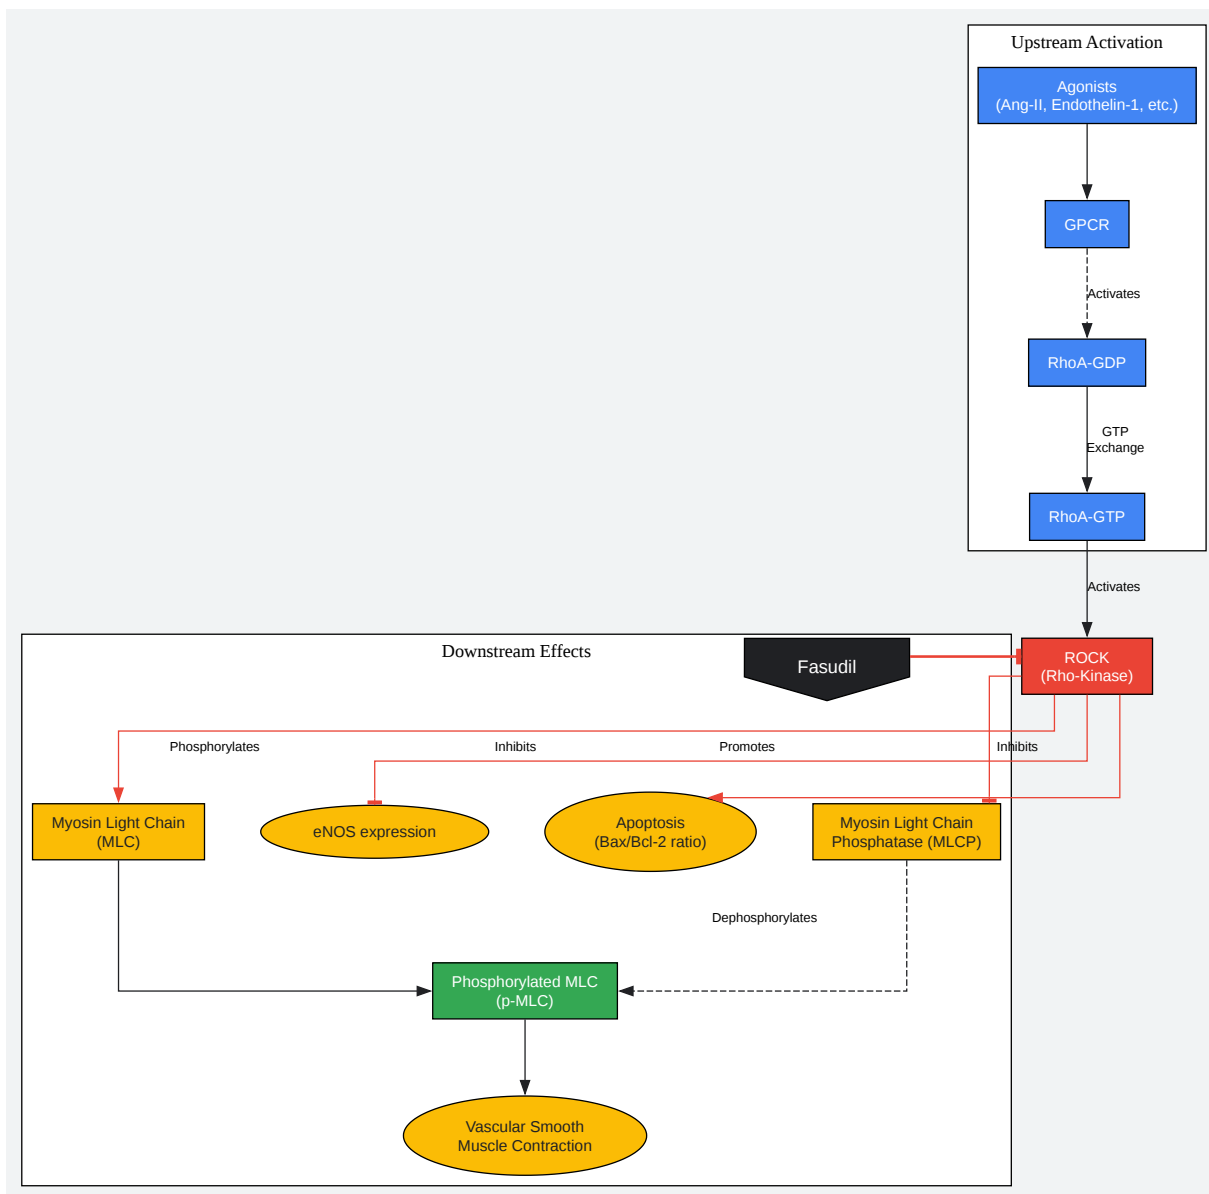 Upstream Activation
Agonists
(Ang-II, Endothelin-1, etc.)
GPCR
Activates
RhoA-GDP
GTP
Exchange
RhoA-GTP
Activates
Downstream Effects
Fasudil
ROCK
(Rho-Kinase)
Phosphorylates
Inhibits
Promotes
Inhibits
Myosin Light Chain
(MLC)
eNOS expression
Apoptosis
(Bax/Bcl-2 ratio)
Myosin Light Chain
Phosphatase (MLCP)
Dephosphorylates
Phosphorylated MLC
(p-MLC)
Vascular Smooth
Muscle Contraction